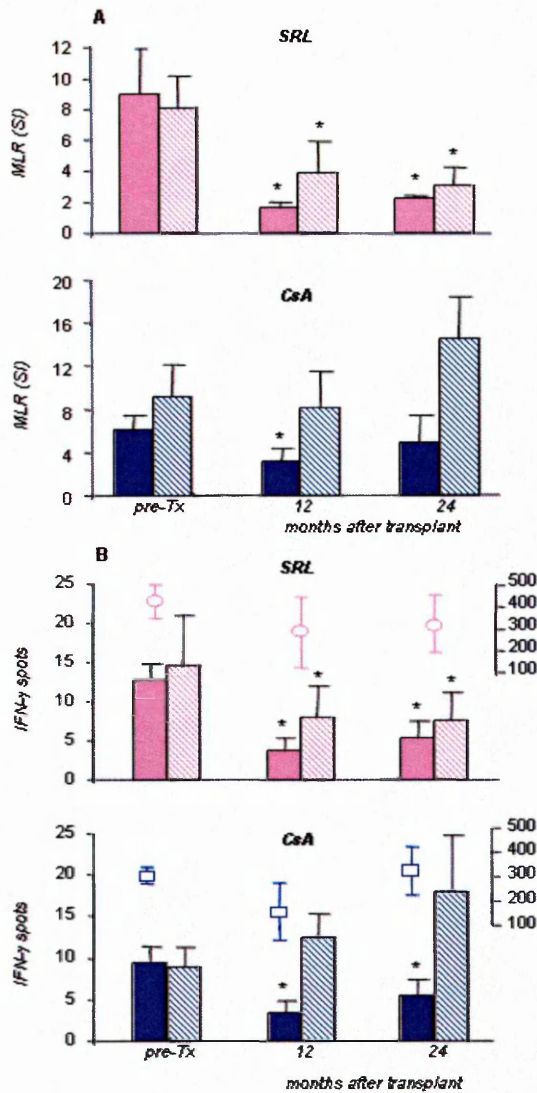 A
SRL
12
10
8
6
4
2
0
MLR (SI)
* * * *
CsA
20
16
12
8
4
0
MLR (SI)
*
pre-Tx 12 24
months after transplant
B
SRL
25
20
15
10
5
0
IFN-γ spots
500
400
300
200
100
* * * *
CsA
25
20
15
10
5
0
IFN-γ spots
500
400
300
200
100
* *
pre-Tx 12 24
months after transplant